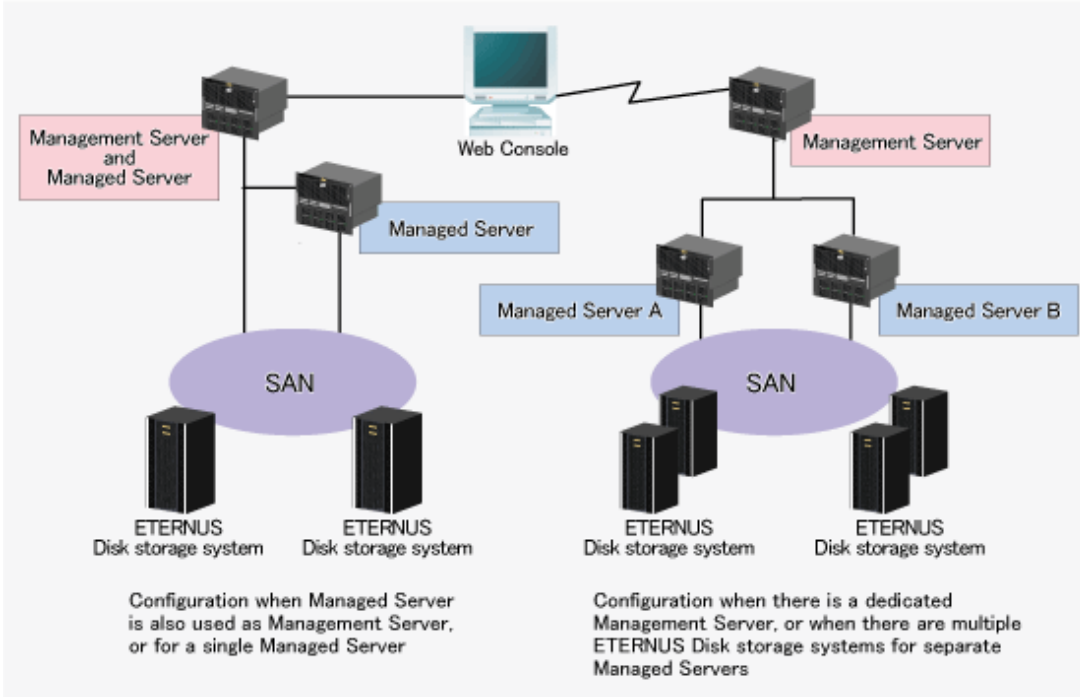 Web Console
Management Server
and
Managed Server
Management Server
Managed Server
Managed Server A
Managed Server B
SAN
SAN
ETERNUS
Disk storage system
ETERNUS
Disk storage system
ETERNUS
Disk storage system
ETERNUS
Disk storage system
Configuration when Managed Server
is also used as Management Server,
or for a single Managed Server
Configuration when there is a dedicated
Management Server, or when there are multiple
ETERNUS Disk storage systems for separate
Managed Servers